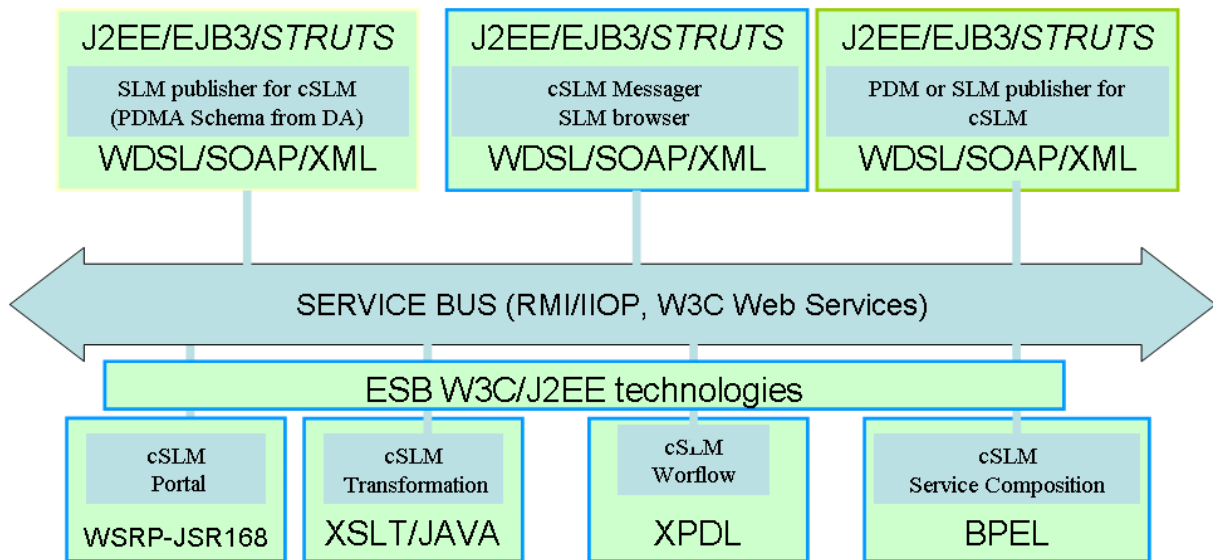 J2EE/EJB3/STRUTS
SLM publisher for cSLM
(PDMA Schema from DA)
WDSL/SOAP/XML
J2EE/EJB3/STRUTS
cSLM Messager
SLM browser
WDSL/SOAP/XML
J2EE/EJB3/STRUTS
PDM or SLM publisher for
cSLM
WDSL/SOAP/XML
SERVICE BUS (RMI/IIOP, W3C Web Services)
ESB W3C/J2EE technologies
cSLM
Portal
WSRP-JSR168
cSLM
Transformation
XSLT/JAVA
cSLM
Worflow
XPDL
cSLM
Service Composition
BPEL